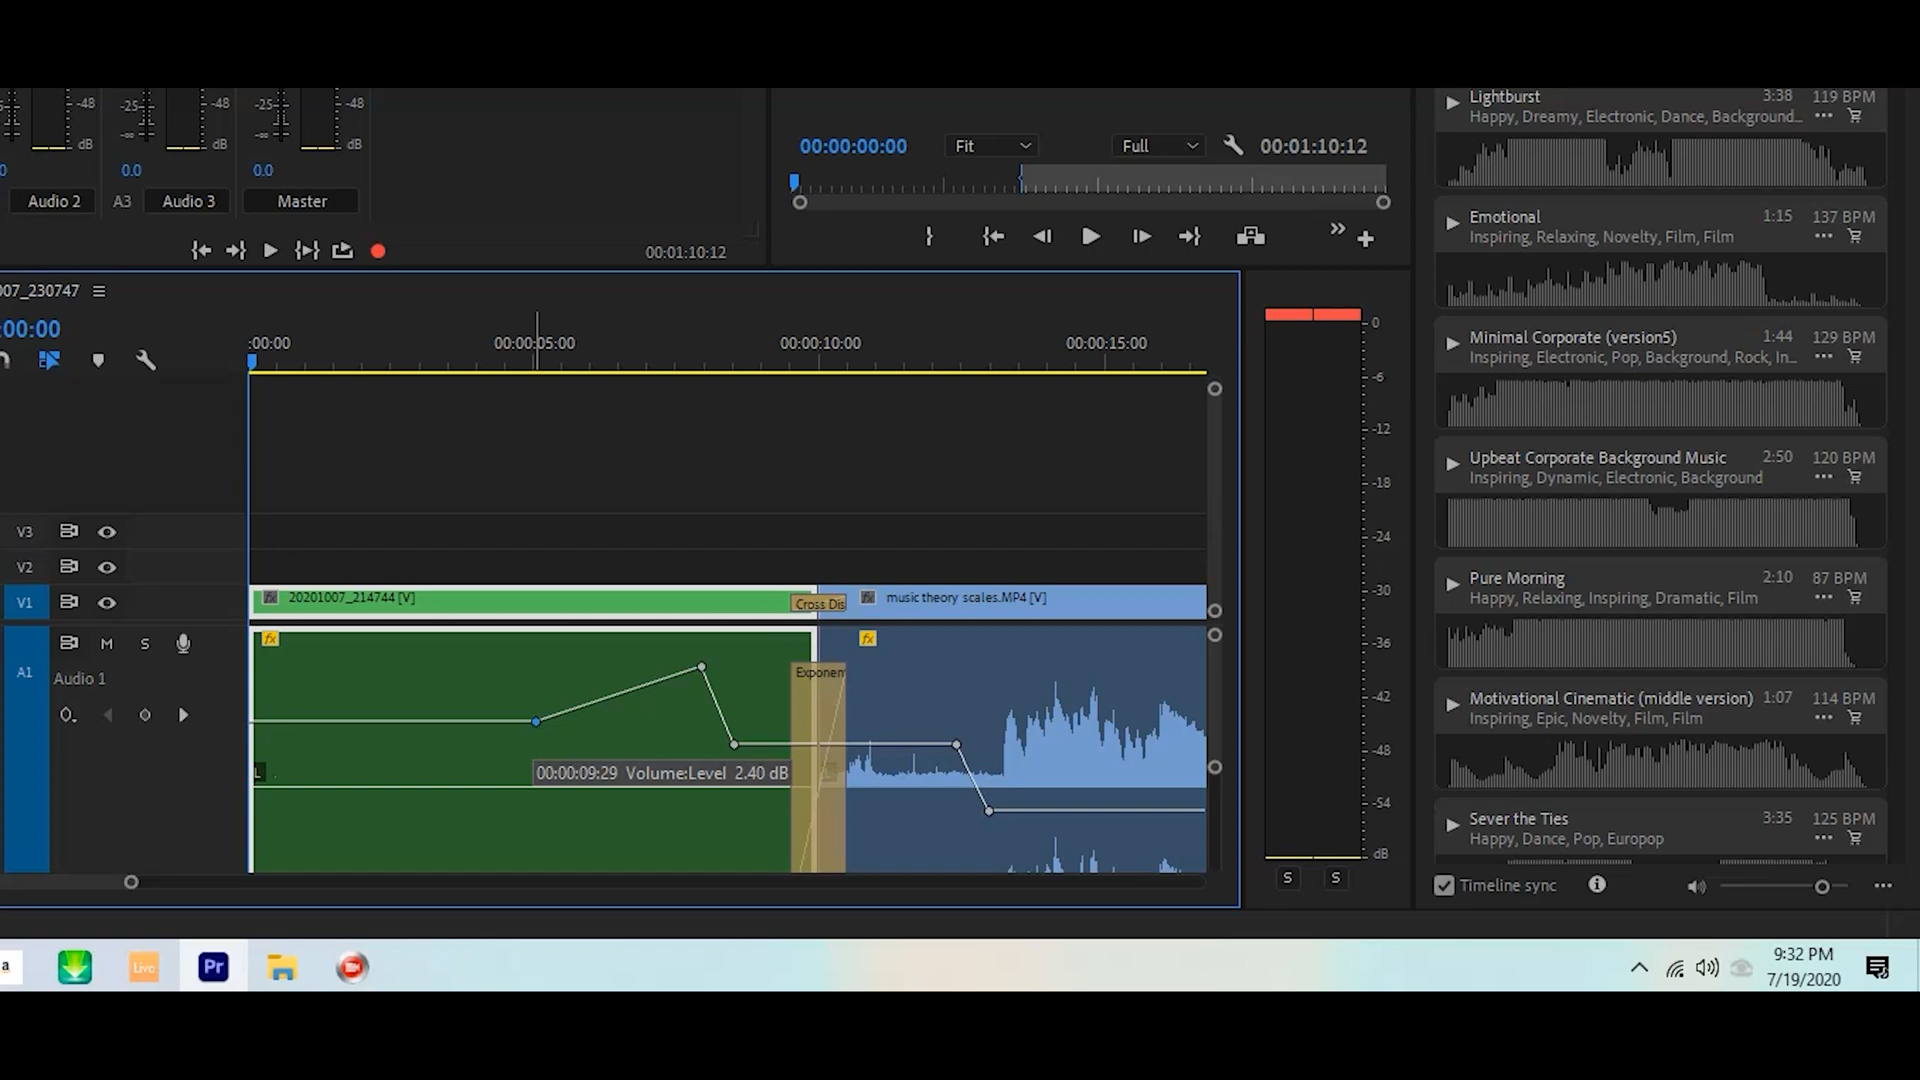 -25 -48 -25 -48 -25 -48
-∞ dB -∞ dB -∞ dB
0 0.0 0.0
Audio 2 A3 Audio 3 Master
00:01:10:12
00:00:00:00 Fit Full 00:01:10:12
007_230747
:00:00
:00:00 00:00:05:00 00:00:10:00 00:00:15:00
V3
V2
V1
20201007_214744 [V]
Cross Dis
fx music theory scales.MP4 [V]
M S
fx fx
A1
Audio 1
Exponen
L
00:00:09:29 Volume:Level 2.40 dB
0
-6
-12
-18
-24
-30
-36
-42
-48
-54
dB
S S
Lightburst 3:38 119 BPM
Happy, Dreamy, Electronic, Dance, Background...
Emotional 1:15 137 BPM
Inspiring, Relaxing, Novelty, Film, Film
Minimal Corporate (version5) 1:44 129 BPM
Inspiring, Electronic, Pop, Background, Rock, In...
Upbeat Corporate Background Music 2:50 120 BPM
Inspiring, Dynamic, Electronic, Background
Pure Morning 2:10 87 BPM
Happy, Relaxing, Inspiring, Dramatic, Film
Motivational Cinematic (middle version) 1:07 114 BPM
Inspiring, Epic, Novelty, Film, Film
Sever the Ties 3:35 125 BPM
Happy, Dance, Pop, Europop
Timeline sync
a Live Pr
9:32 PM
7/19/2020